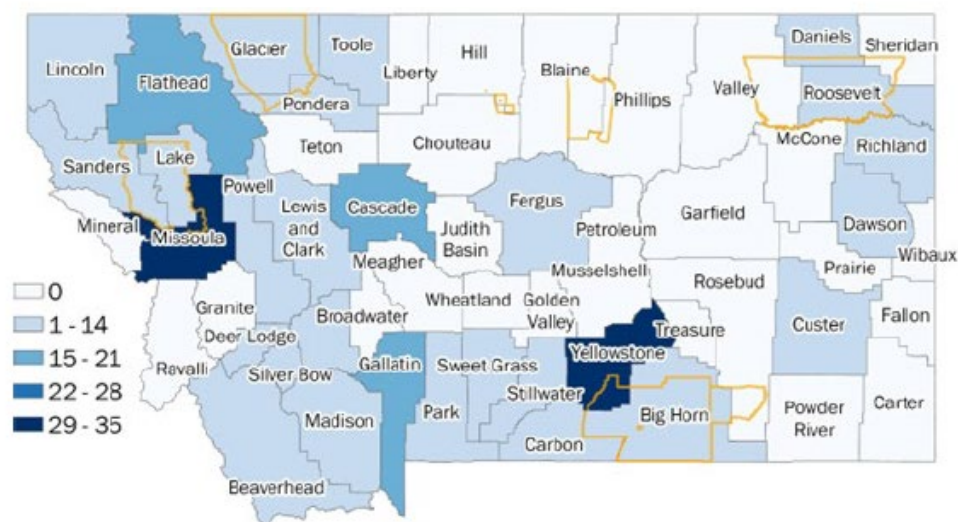 Lincoln
Flathead
Glacier
Toole
Pondera
Liberty
Hill
Blaine
Phillips
Valley
Daniels
Sheridan
Roosevelt
Sanders
Lake
Teton
Chouteau
McCone
Richland
Mineral
Missoula
Powell
Lewis
and
Clark
Cascade
Judith
Basin
Fergus
Petroleum
Garfield
Dawson
Wibaux
Meagher
Musselshell
Prairie
Granite
Deer Lodge
Broadwater
Wheatland
Golden
Valley
Rosebud
Treasure
Custer
Fallon
Ravalli
Silver Bow
Gallatin
Sweet Grass
Stillwater
Yellowstone
Madison
Park
Carbon
Big Horn
Powder
River
Carter
Beaverhead
0
1 - 14
15 - 21
22 - 28
29 - 35